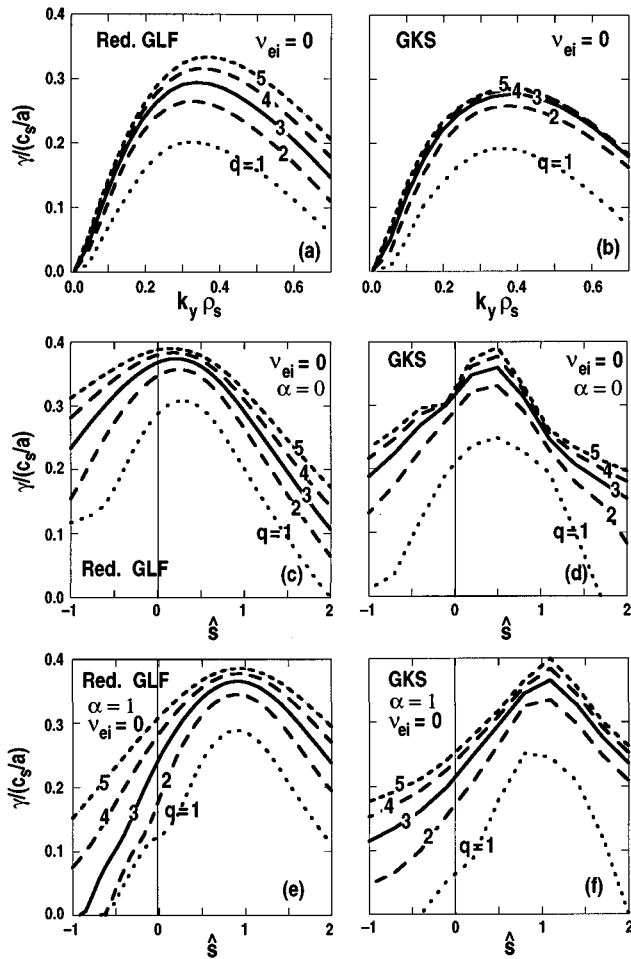 Red. GLF
ν_ei = 0
γ/(c_s/a)
0.4
0.3
0.2
0.1
0.0
5
4
3
2
q=1
(a)
0.0 0.2 0.4 0.6
k_y ρ_s
GKS
ν_ei = 0
5 4 3
2
q=1
(b)
0.0 0.2 0.4 0.6
k_y ρ_s
γ/(c_s/a)
0.4
0.3
0.2
0.1
0.0
ν_ei = 0
α = 0
5
4
3
2
q=1
Red. GLF
(c)
-1 0 1 2
ŝ
GKS
ν_ei = 0
α = 0
5
4
3
2
q=1
(d)
-1 0 1 2
ŝ
γ/(c_s/a)
0.4
0.3
0.2
0.1
0.0
Red. GLF
α = 1
ν_ei = 0
5
4
3
2
q=1
(e)
-1 0 1 2
ŝ
GKS
α = 1
ν_ei = 0
5
4
3
2
q=1
(f)
-1 0 1 2
ŝ